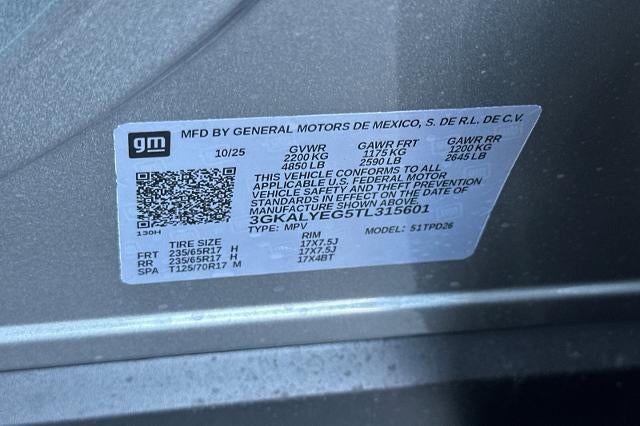 gm MFD BY GENERAL MOTORS DE MEXICO, S. DE R.L. DE C.V.
10/25 GVWR GAWR FRT GAWR RR
2200 KG 1175 KG 1200 KG
4850 LB 2590 LB 2645 LB
THIS VEHICLE CONFORMS TO ALL
APPLICABLE U.S. FEDERAL MOTOR
VEHICLE SAFETY AND THEFT PREVENTION
STANDARDS IN EFFECT ON THE DATE OF
MANUFACTURE SHOWN ABOVE.
3GKALYEG5TL315601
130H TYPE: MPV MODEL: 51TPD26
TIRE SIZE RIM
FRT 235/65R17 H 17X7.5J
RR 235/65R17 H 17X7.5J
SPA T125/70R17 M 17X4BT